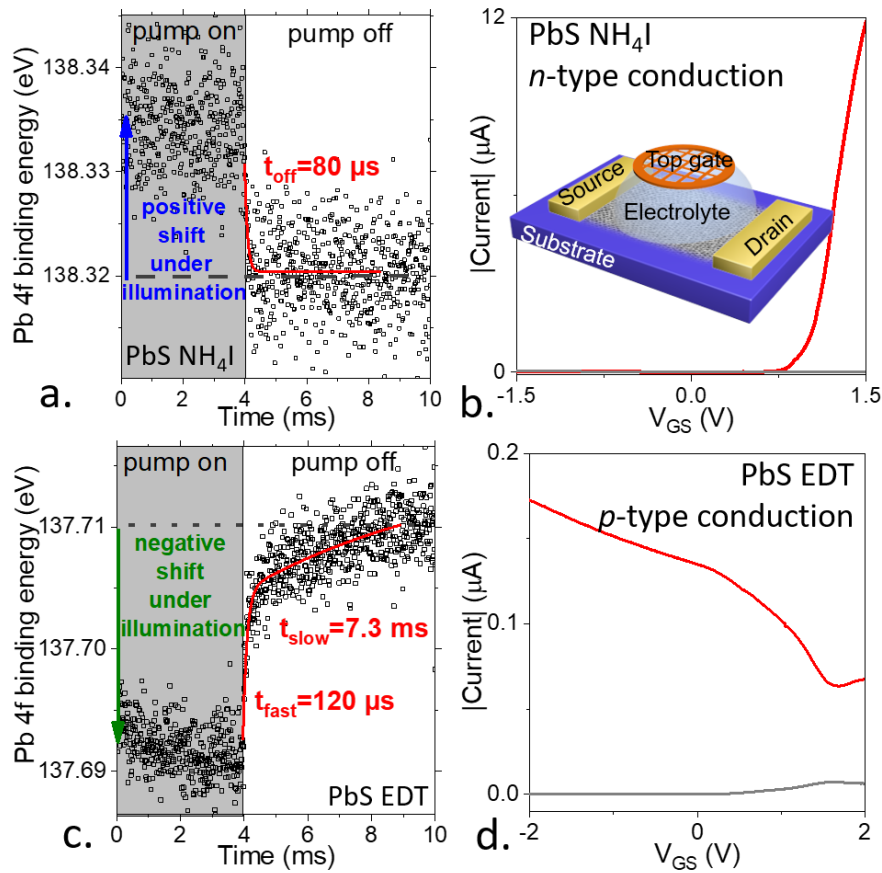 pump on
pump off
138.34
138.33
138.32
Pb 4f binding energy (eV)
t_off=80 µs
positive
shift
under
illumination
PbS NH₄I
0
2
4
6
8
10
Time (ms)
a.
12
0
|Current| (µA)
PbS NH₄I
n-type conduction
Top gate
Source
Electrolyte
Drain
Substrate
-1.5
0.0
1.5
V_GS (V)
b.
pump on
pump off
137.71
137.70
137.69
Pb 4f binding energy (eV)
negative
shift
under
illumination
t_slow=7.3 ms
t_fast=120 µs
PbS EDT
0
2
4
6
8
10
Time (ms)
c.
0.2
0.1
0.0
|Current| (µA)
PbS EDT
p-type conduction
-2
0
2
V_GS (V)
d.